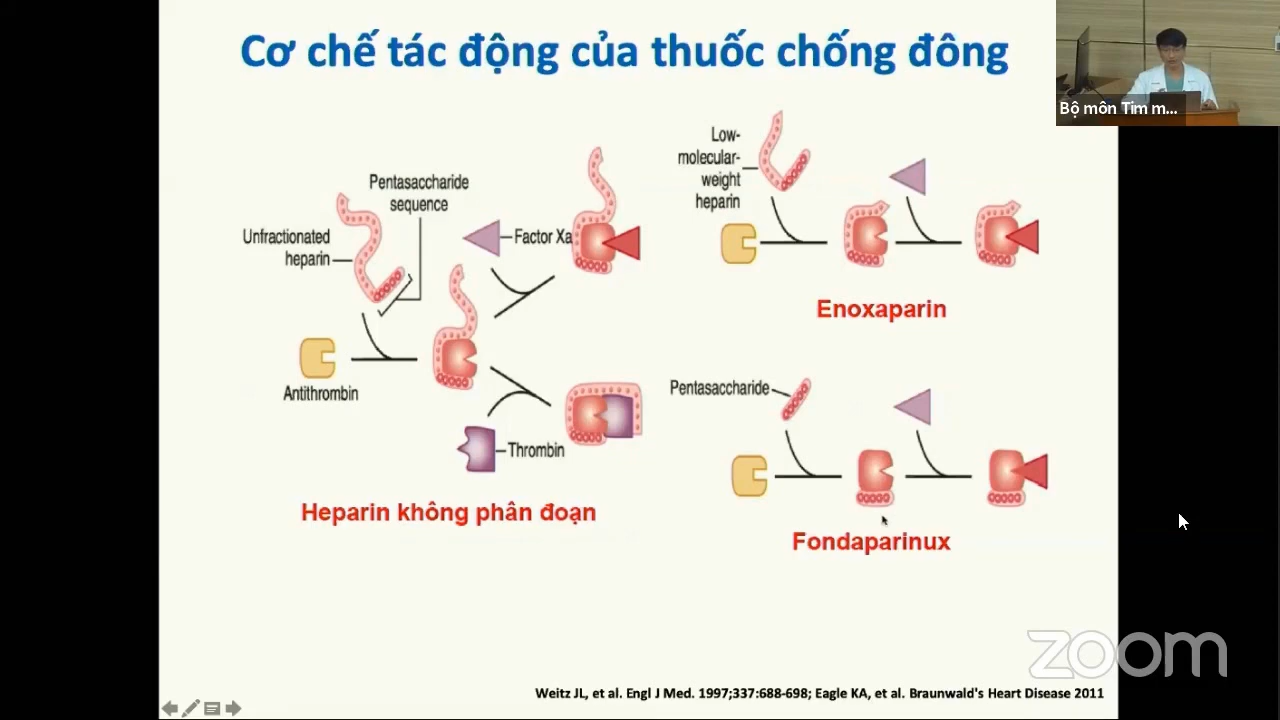 Cơ chế tác động của thuốc chống đông
Bộ môn Tim m...
Pentasaccharide
sequence
Unfractionated
heparin
Factor Xa
Antithrombin
Thrombin
Heparin không phân đoạn
Low-
molecular-
weight
heparin
Enoxaparin
Pentasaccharide
Fondaparinux
zoom
Weitz JL, et al. Engl J Med. 1997;337:688-698; Eagle KA, et al. Braunwald's Heart Disease 2011